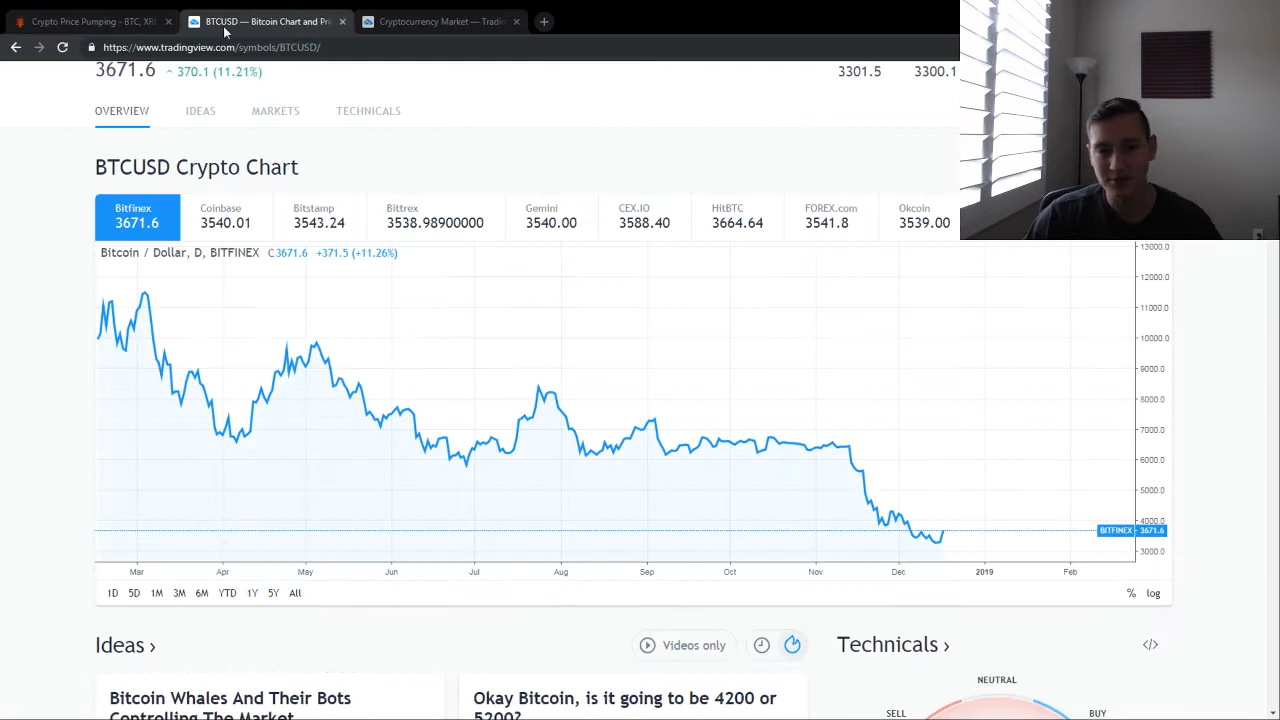 Crypto Price Pumping - BTC, XR
BTCUSD — Bitcoin Chart and Pri
Cryptocurrency Market — Tradin
https://www.tradingview.com/symbols/BTCUSD/
3671.6 370.1 (11.21%) 3301.5 3300.1
OVERVIEW IDEAS MARKETS TECHNICALS
BTCUSD Crypto Chart
Bitfinex Coinbase Bitstamp Bittrex Gemini CEX.IO HitBTC FOREX.com Okcoin
3671.6 3540.01 3543.24 3538.98900000 3540.00 3588.40 3664.64 3541.8 3539.00
Bitcoin / Dollar, D, BITFINEX C3671.6 +371.5 (+11.26%)
13000.0
12000.0
11000.0
10000.0
9000.0
8000.0
7000.0
6000.0
5000.0
4000.0
BITFINEX 3671.6
3000.0
Mar Apr May Jun Jul Aug Sep Oct Nov Dec 2019 Feb
1D 5D 1M 3M 6M YTD 1Y 5Y All % log
Ideas › Videos only Technicals › </>
NEUTRAL
Bitcoin Whales And Their Bots
Controlling The Market
Okay Bitcoin, is it going to be 4200 or
5200?
SELL BUY